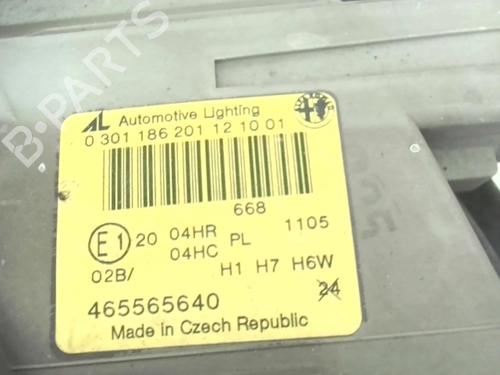 B-PARTS
AL Automotive Lighting
0 301 186 201 12 10 01
668
E1 20 04HR PL 1105
04HC
02B/ H1 H7 H6W
465565640 24
Made in Czech Republic